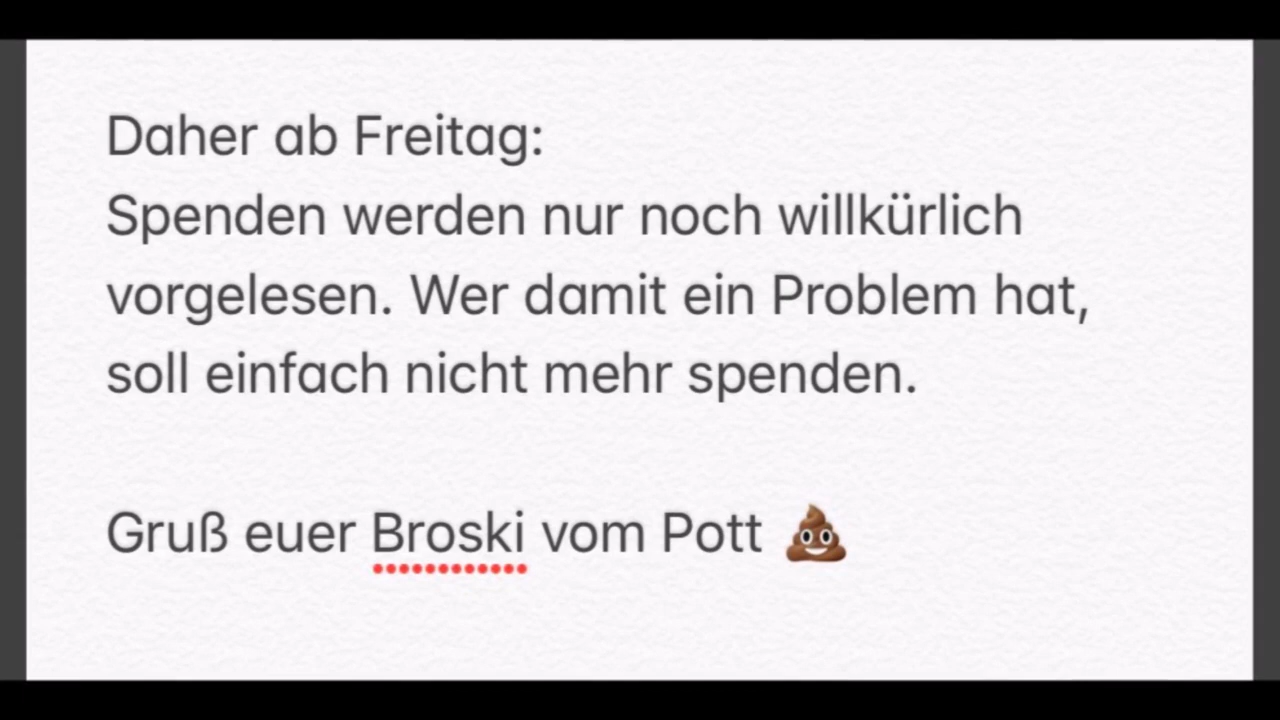 Daher ab Freitag:
Spenden werden nur noch willkürlich
vorgelesen. Wer damit ein Problem hat,
soll einfach nicht mehr spenden.
Gruß euer Broski vom Pott 💩